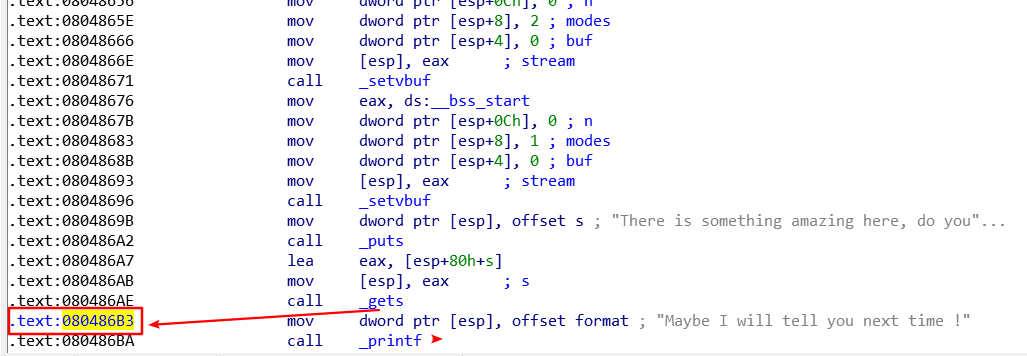 .text:08048656 mov dword ptr [esp+0Ch], 0 ; n
.text:0804865E mov dword ptr [esp+8], 2 ; modes
.text:08048666 mov dword ptr [esp+4], 0 ; buf
.text:0804866E mov [esp], eax ; stream
.text:08048671 call _setvbuf
.text:08048676 mov eax, ds:__bss_start
.text:0804867B mov dword ptr [esp+0Ch], 0 ; n
.text:08048683 mov dword ptr [esp+8], 1 ; modes
.text:0804868B mov dword ptr [esp+4], 0 ; buf
.text:08048693 mov [esp], eax ; stream
.text:08048696 call _setvbuf
.text:0804869B mov dword ptr [esp], offset s ; "There is something amazing here, do you"...
.text:080486A2 call _puts
.text:080486A7 lea eax, [esp+80h+s]
.text:080486AB mov [esp], eax ; s
.text:080486AE call _gets
.text:080486B3 mov dword ptr [esp], offset format ; "Maybe I will tell you next time !"
.text:080486BA call _printf